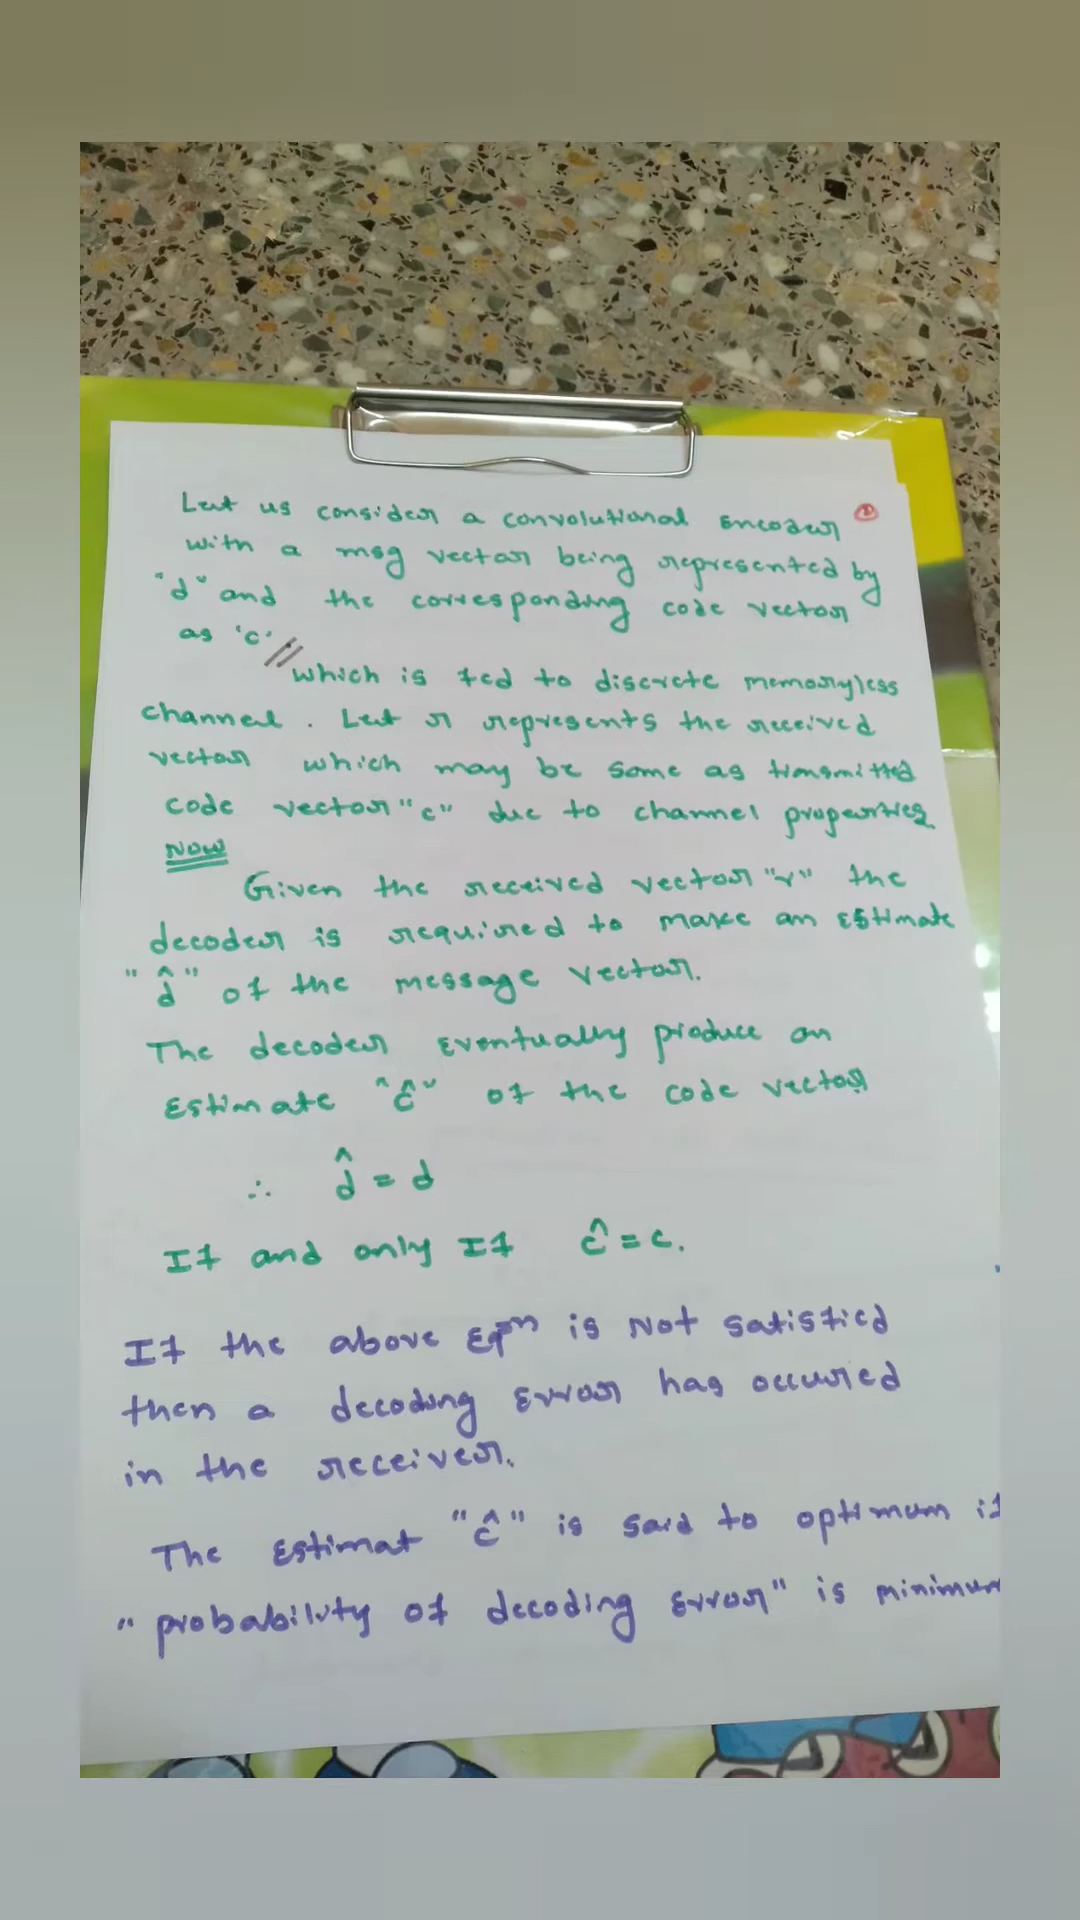 Let us consider a convolutional encoder
①
with a msg vector being represented by
"d" and the corresponding code vector
as 'c'
which is fed to discrete memoryless
channel. Let r represents the received
vector which may be same as transmitted
code vector "c" due to channel properties
NOW
Given the received vector "r" the
decoder is required to make an estimate
"d̂" of the message vector.
The decoder eventually produce an
Estimate "ĉ" of the code vector
∴ d̂ = d
If and only If ĉ = c.
If the above Eqn is Not satisfied
then a decoding Error has occured
in the receiver.
The Estimat "ĉ" is said to optimum if
"probability of decoding Error" is minimum